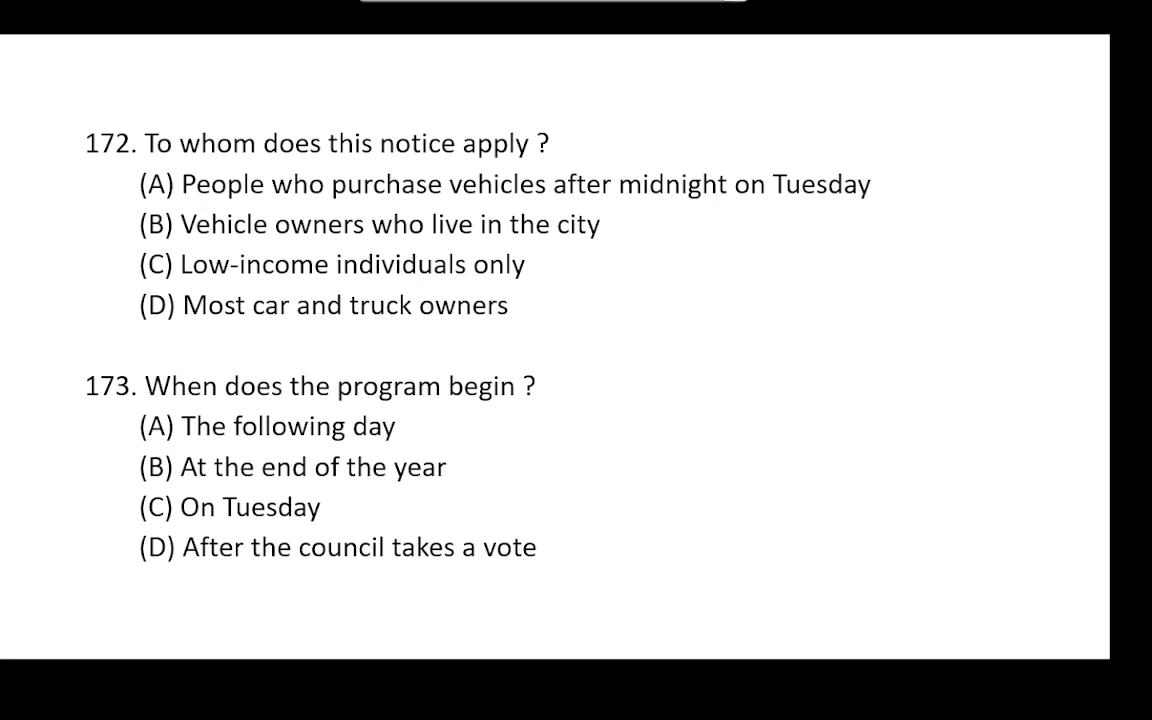 172. To whom does this notice apply ?
(A) People who purchase vehicles after midnight on Tuesday
(B) Vehicle owners who live in the city
(C) Low-income individuals only
(D) Most car and truck owners
173. When does the program begin ?
(A) The following day
(B) At the end of the year
(C) On Tuesday
(D) After the council takes a vote